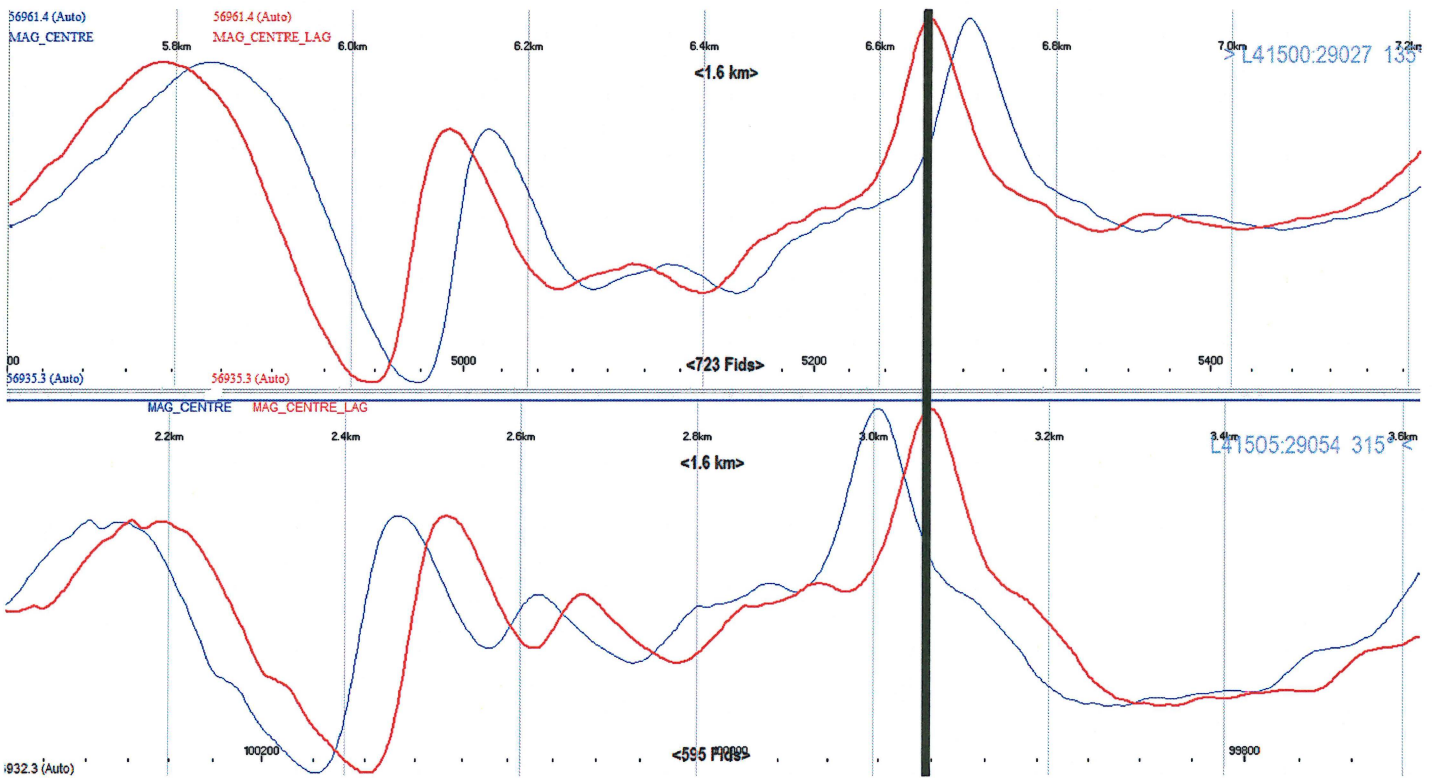 56961.4 (Auto) 56961.4 (Auto)
MAG_CENTRE MAG_CENTRE_LAG
5.8km 6.0km 6.2km 6.4km 6.6km 6.8km 7.0km 7.2km
> L41500:29027 135°
<1.6 km>
00 5000 <723 Fids> 5200 5400
56935.3 (Auto) 56935.3 (Auto)
MAG_CENTRE MAG_CENTRE_LAG
2.2km 2.4km 2.6km 2.8km 3.0km 3.2km 3.4km 3.6km
L41505:29054 315° <
<1.6 km>
100200 <595 Fids> 99800
6932.3 (Auto)